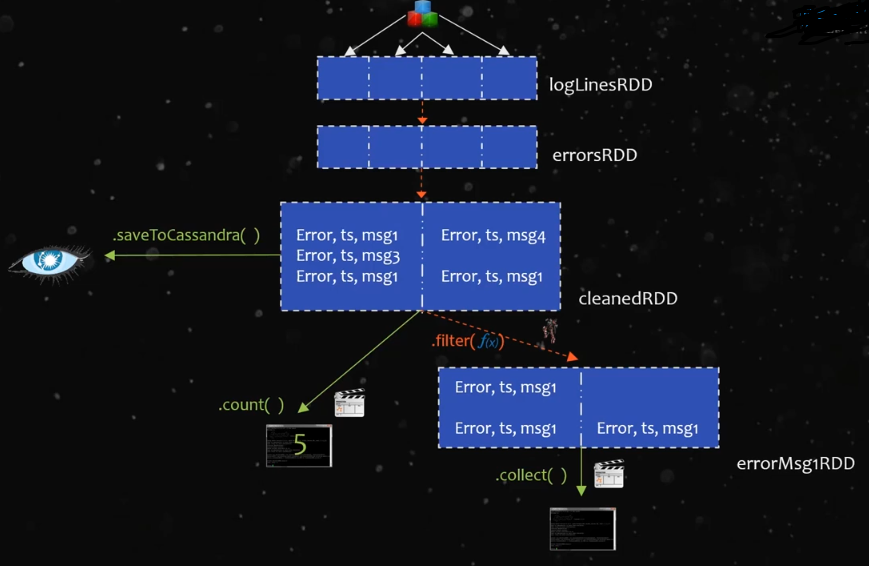 logLinesRDD
errorsRDD
.saveToCassandra( )
Error, ts, msg1
Error, ts, msg3
Error, ts, msg1
Error, ts, msg4
Error, ts, msg1
cleanedRDD
.filter( f(x) )
.count( )
5
Error, ts, msg1
Error, ts, msg1
Error, ts, msg1
errorMsg1RDD
.collect( )